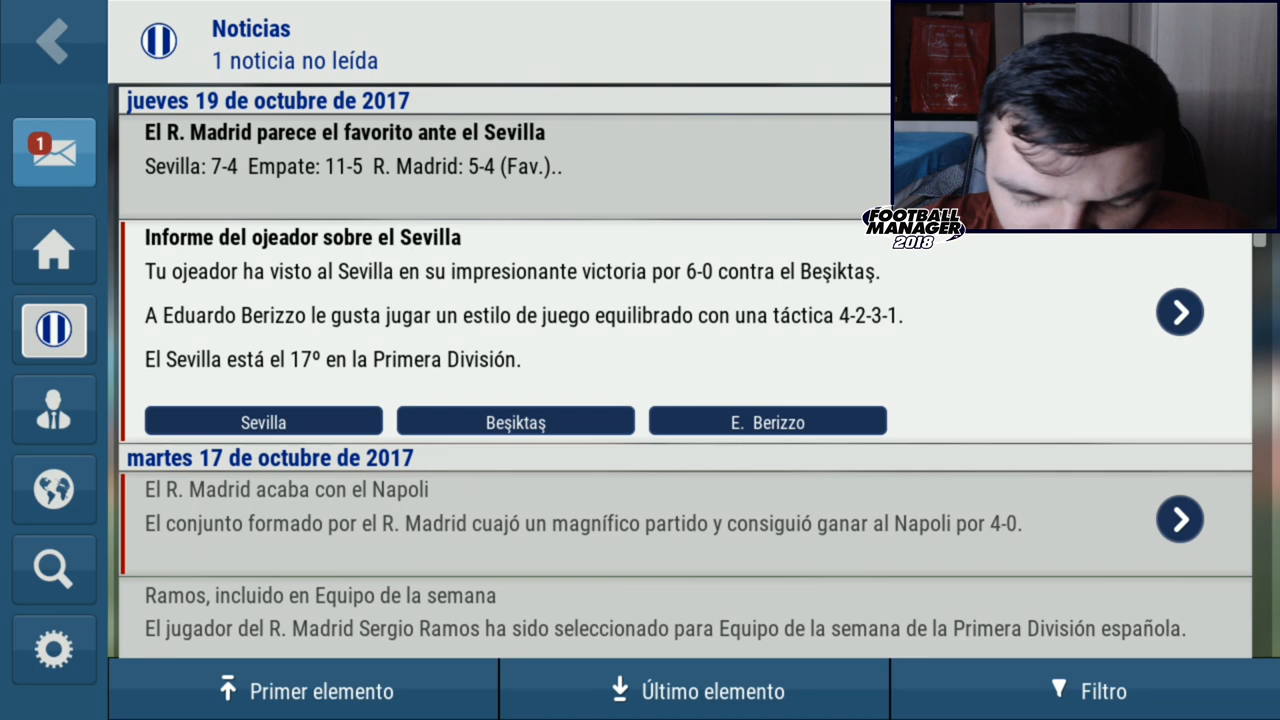 Noticias
1 noticia no leída
jueves 19 de octubre de 2017
El R. Madrid parece el favorito ante el Sevilla
Sevilla: 7-4 Empate: 11-5 R. Madrid: 5-4 (Fav.)..
1
FOOTBALL
MANAGER
2018
Informe del ojeador sobre el Sevilla
Tu ojeador ha visto al Sevilla en su impresionante victoria por 6-0 contra el Beşiktaş.
A Eduardo Berizzo le gusta jugar un estilo de juego equilibrado con una táctica 4-2-3-1.
El Sevilla está el 17º en la Primera División.
Sevilla Beşiktaş E. Berizzo
martes 17 de octubre de 2017
El R. Madrid acaba con el Napoli
El conjunto formado por el R. Madrid cuajó un magnífico partido y consiguió ganar al Napoli por 4-0.
Ramos, incluido en Equipo de la semana
El jugador del R. Madrid Sergio Ramos ha sido seleccionado para Equipo de la semana de la Primera División española.
Primer elemento Último elemento Filtro